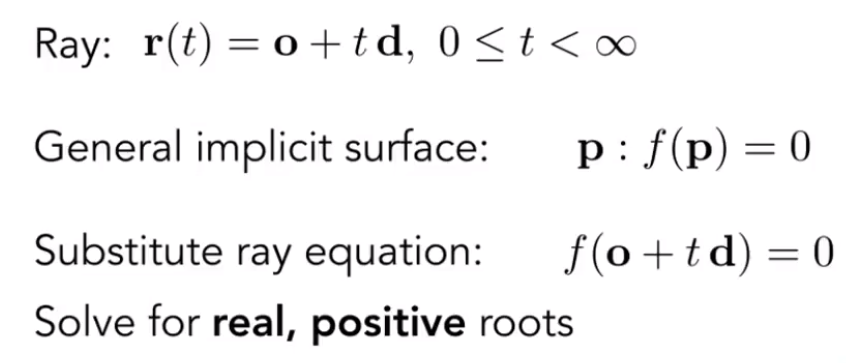 Ray: r(t) = o + t d, 0 ≤ t < ∞
General implicit surface: p : f(p) = 0
Substitute ray equation: f(o + t d) = 0
Solve for real, positive roots